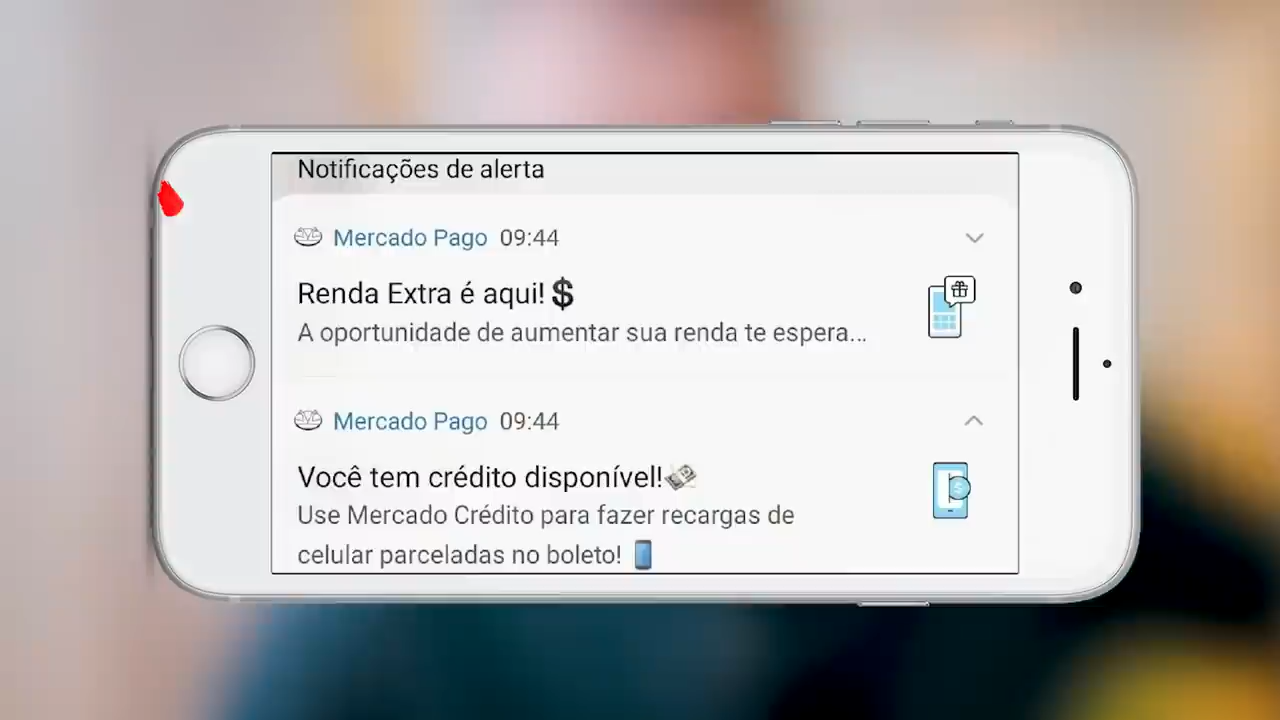 Notificações de alerta
Mercado Pago 09:44
Renda Extra é aqui!💲
A oportunidade de aumentar sua renda te espera...
Mercado Pago 09:44
Você tem crédito disponível!💸
Use Mercado Crédito para fazer recargas de
celular parceladas no boleto! 📱